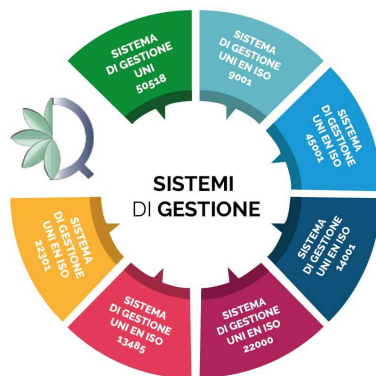 SISTEMA
DI GESTIONE
UNI
50518
SISTEMA
DI GESTIONE
UNI EN ISO
9001
SISTEMA
DI GESTIONE
UNI EN ISO
45001
SISTEMA
DI GESTIONE
UNI EN ISO
14001
SISTEMA
DI GESTIONE
UNI EN ISO
22000
SISTEMA
DI GESTIONE
UNI EN ISO
13485
SISTEMA
DI GESTIONE
UNI EN ISO
22301
SISTEMI
DI GESTIONE